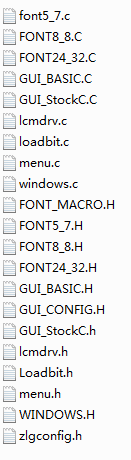 font5_7.c
FONT8_8.C
FONT24_32.C
GUI_BASIC.C
GUI_StockC.C
lcmdrv.c
loadbit.c
menu.c
windows.c
FONT_MACRO.H
FONT5_7.H
FONT8_8.H
FONT24_32.H
GUI_BASIC.H
GUI_CONFIG.H
GUI_StockC.h
lcmdrv.h
Loadbit.h
menu.h
WINDOWS.H
zlgconfig.h